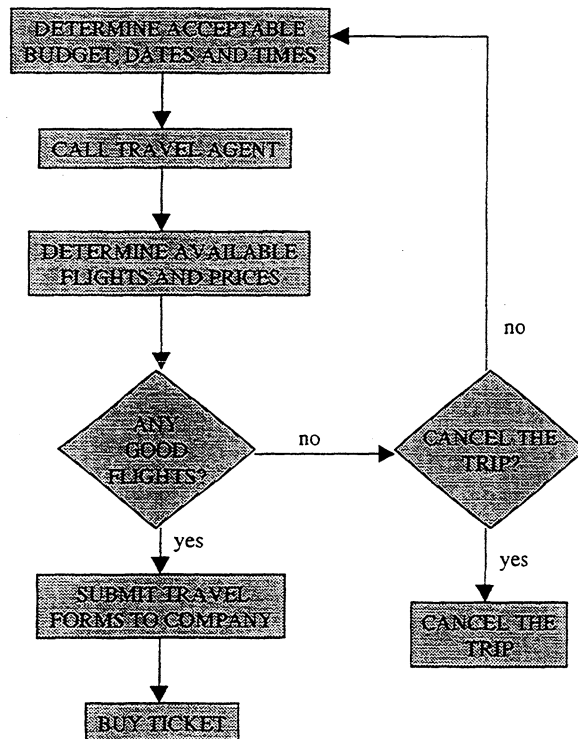 DETERMINE ACCEPTABLE
BUDGET, DATES AND TIMES
CALL TRAVEL AGENT
DETERMINE AVAILABLE
FLIGHTS AND PRICES
no
ANY
GOOD
FLIGHTS?
no
CANCEL THE
TRIP?
yes
yes
SUBMIT TRAVEL
FORMS TO COMPANY
CANCEL THE
TRIP
BUY TICKET